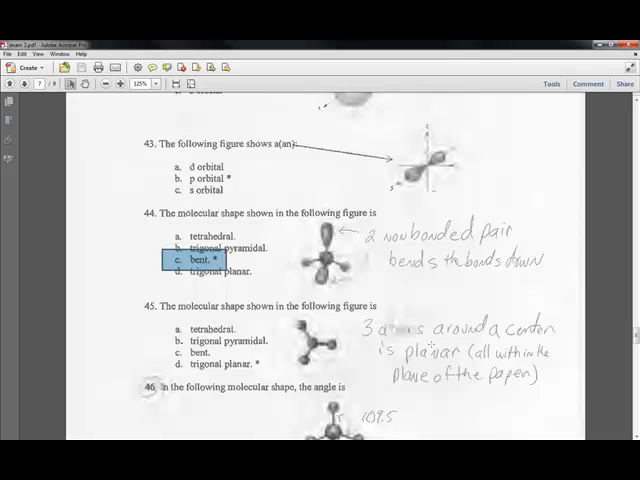 exam 2.pdf - Adobe Acrobat Pro
File Edit View Window Help
Create
7 / 9 125% Tools Comment Share
43. The following figure shows a(an):
a. d orbital
b. p orbital *
c. s orbital
44. The molecular shape shown in the following figure is
a. tetrahedral.
b. trigonal pyramidal.
c. bent. *
d. trigonal planar.
2 nonbonded pair
bends the bonds down
45. The molecular shape shown in the following figure is
a. tetrahedral.
b. trigonal pyramidal.
c. bent.
d. trigonal planar. *
3 atoms around a center
is planar (all within the
plane of the paper)
46. In the following molecular shape, the angle is
109.5